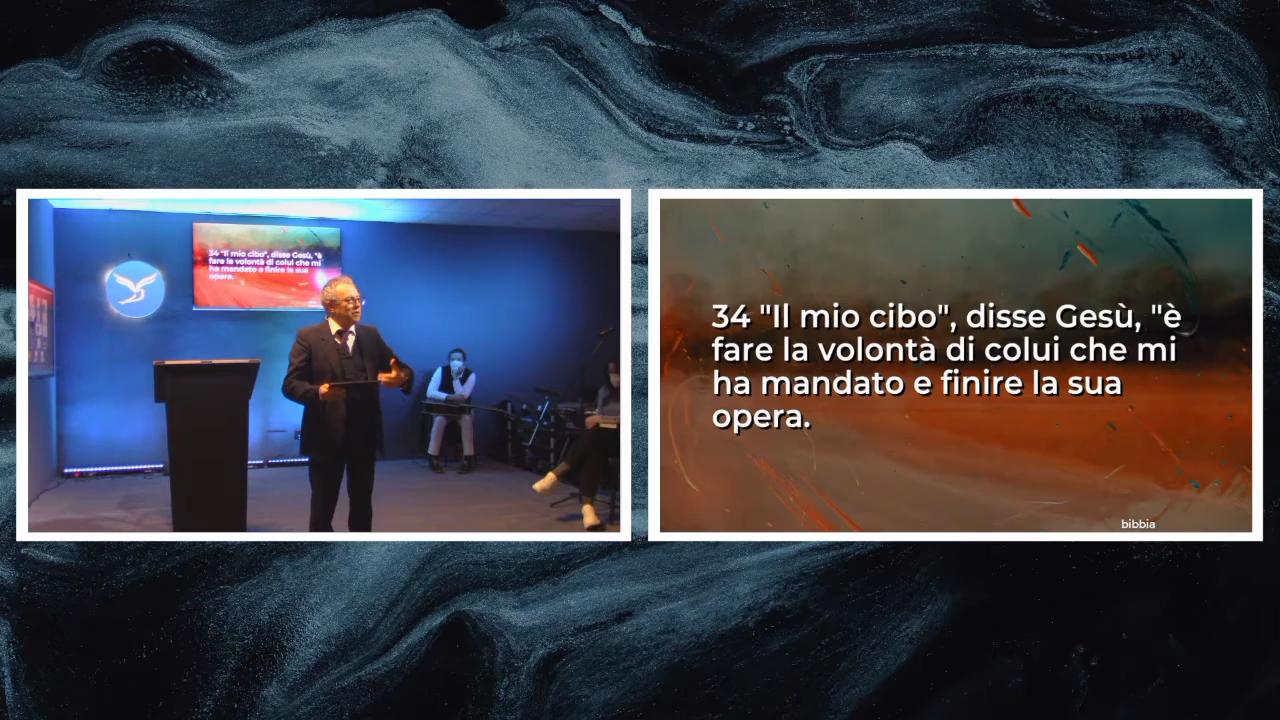 34 "Il mio cibo", disse Gesù, "è
fare la volontà di colui che mi
ha mandato e finire la sua
opera.
34 "Il mio cibo", disse Gesù, "è
fare la volontà di colui che mi
ha mandato e finire la sua
opera.
bibbia